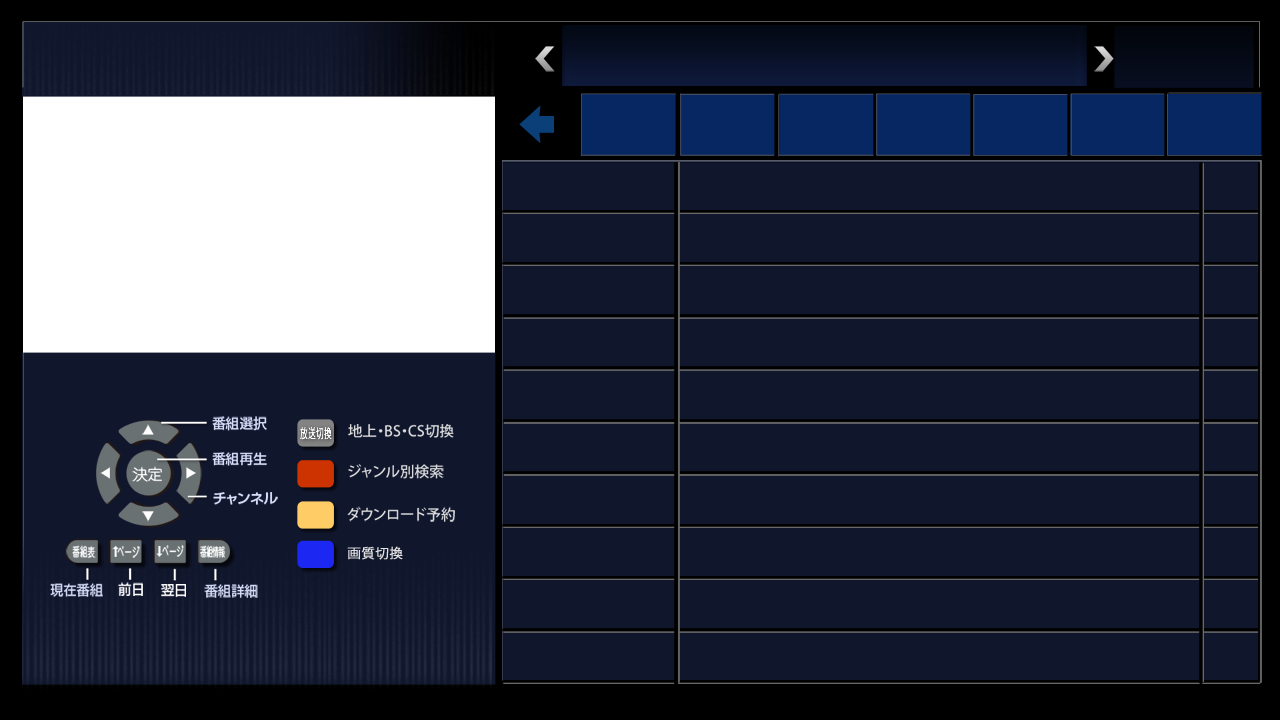 番組選択
番組再生
決定
チャンネル
放送切換
地上・BS・CS切換
ジャンル別検索
ダウンロード予約
画質切換
番組表
↑ページ
↓ページ
番組情報
現在番組
前日
翌日
番組詳細